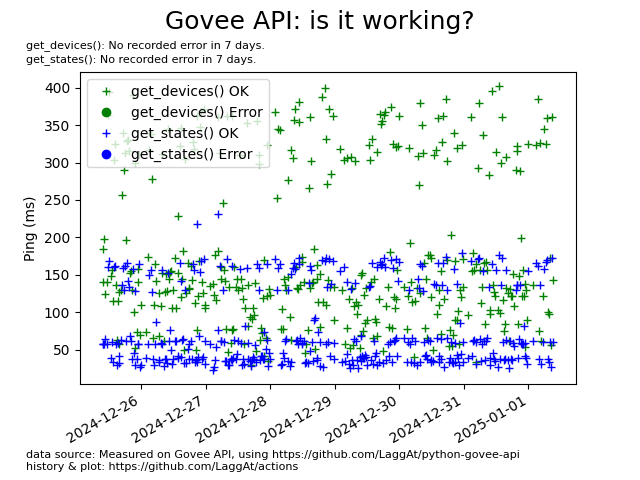 Govee API: is it working?
get_devices(): No recorded error in 7 days.
get_states(): No recorded error in 7 days.
get_devices() OK
get_devices() Error
get_states() OK
get_states() Error
Ping (ms)
400
350
300
250
200
150
100
50
2024-12-26
2024-12-27
2024-12-28
2024-12-29
2024-12-30
2024-12-31
2025-01-01
data source: Measured on Govee API, using https://github.com/LaggAt/python-govee-api
history & plot: https://github.com/LaggAt/actions